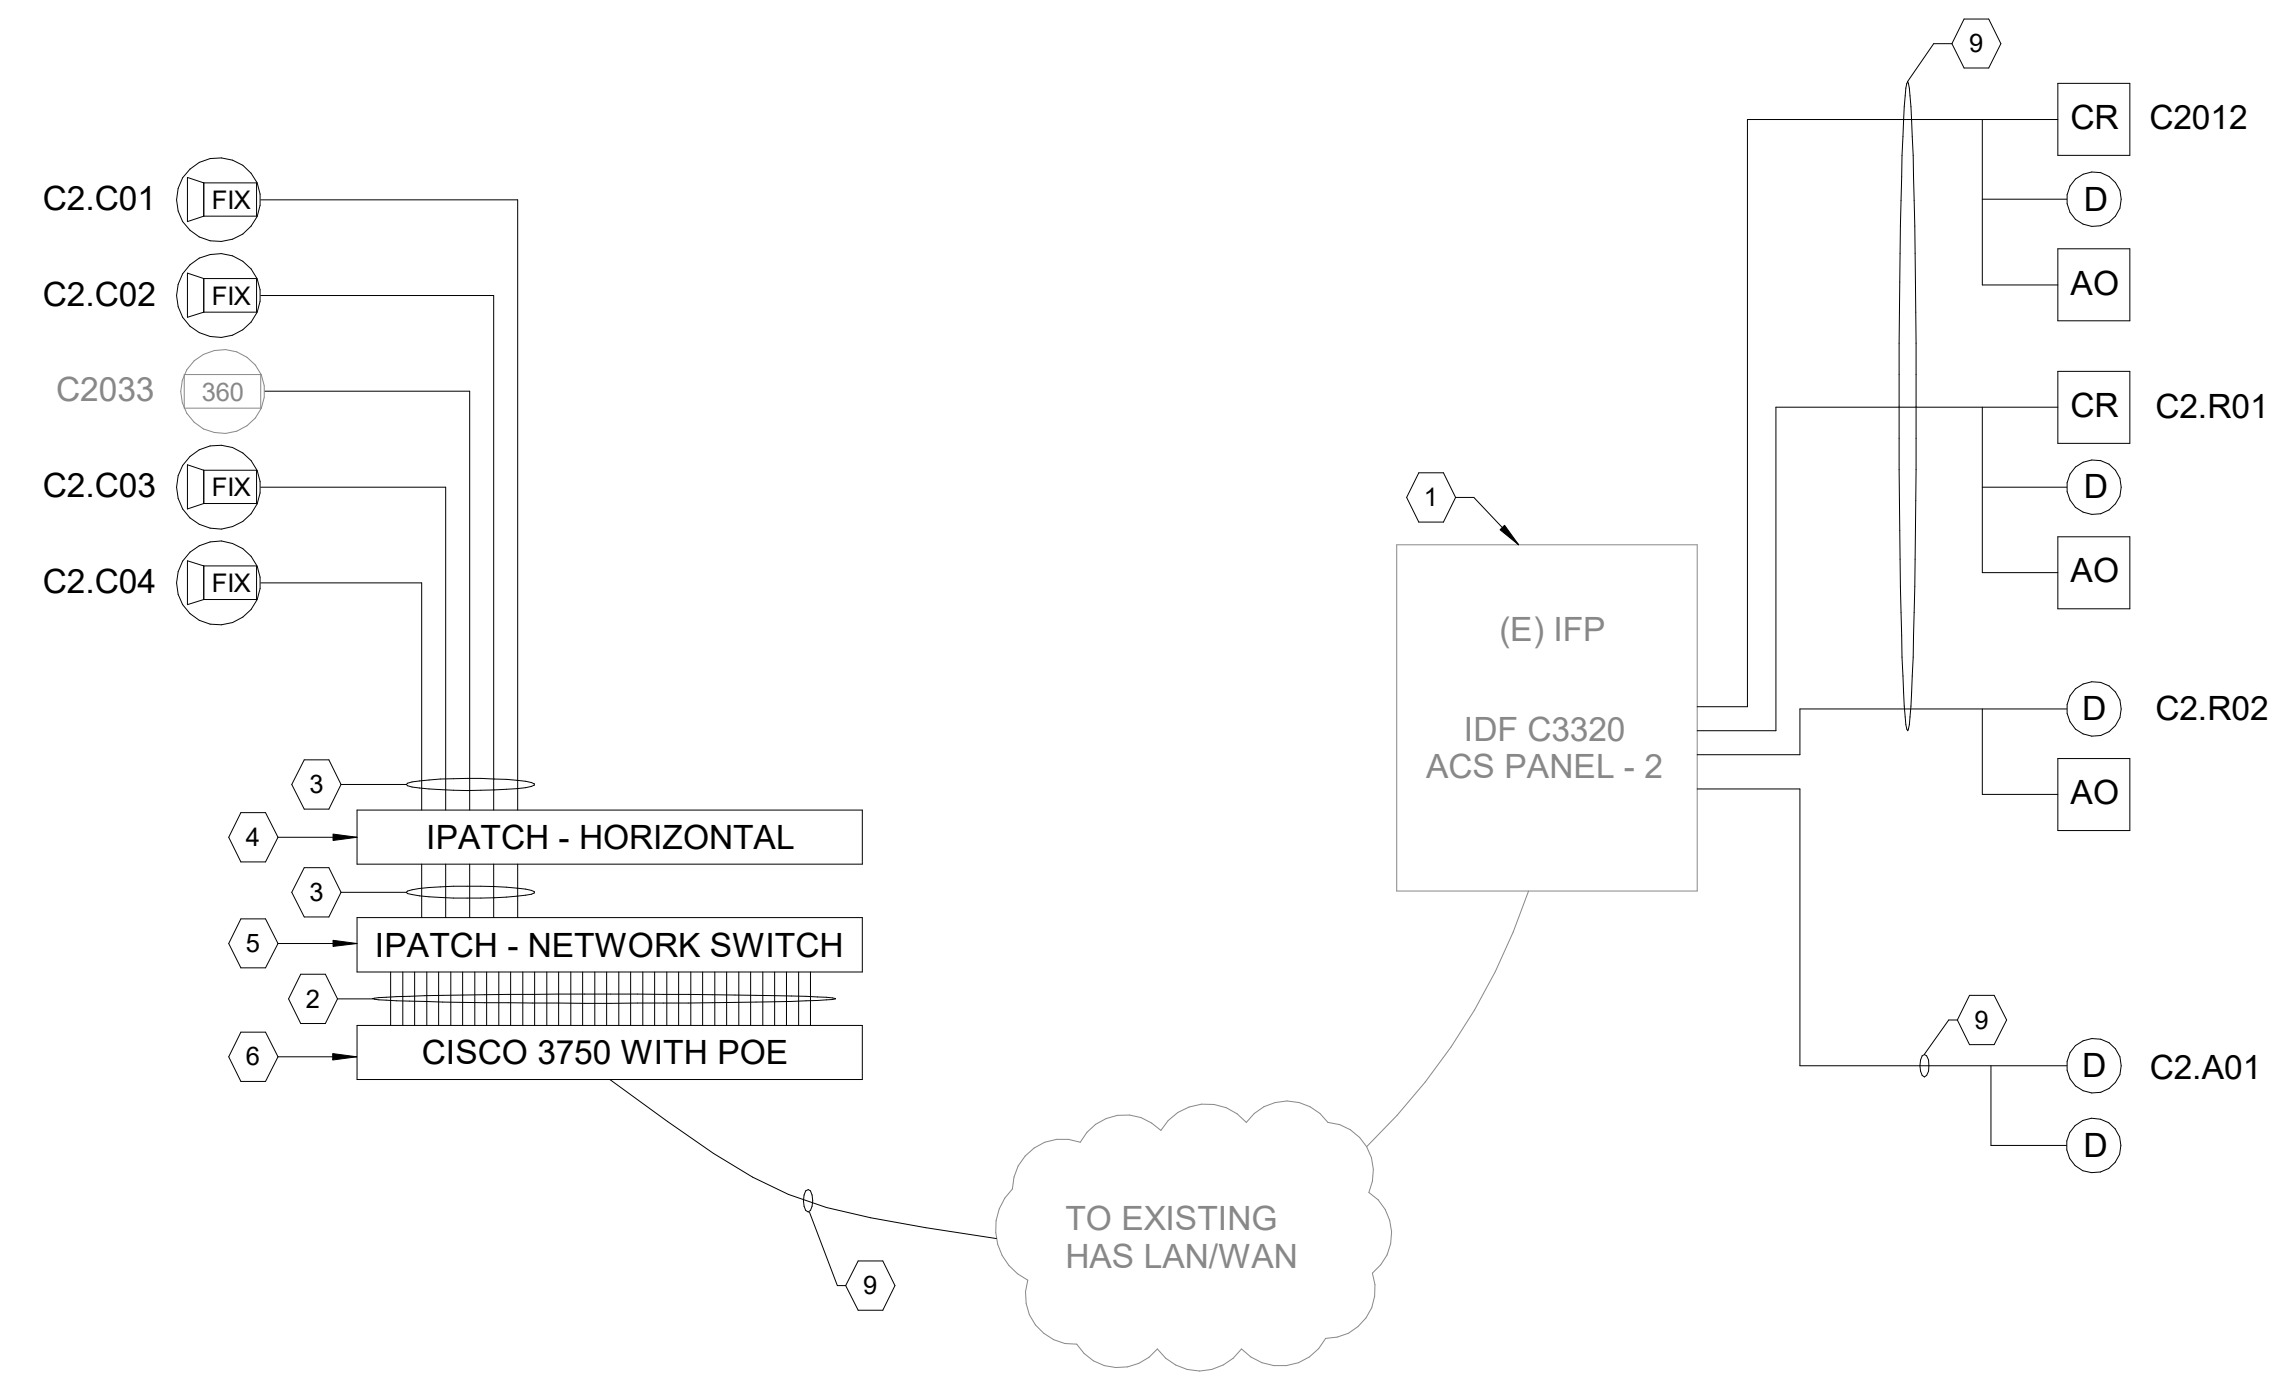 9
CR C2012
D
AO
C2.C01 FIX
C2.C02 FIX
C2033 360
C2.C03 FIX
C2.C04 FIX
CR C2.R01
D
AO
1
(E) IFP
IDF C3320
ACS PANEL - 2
D C2.R02
AO
3
4 IPATCH - HORIZONTAL
3
5 IPATCH - NETWORK SWITCH
2
6 CISCO 3750 WITH POE
9
D C2.A01
D
TO EXISTING
HAS LAN/WAN
9